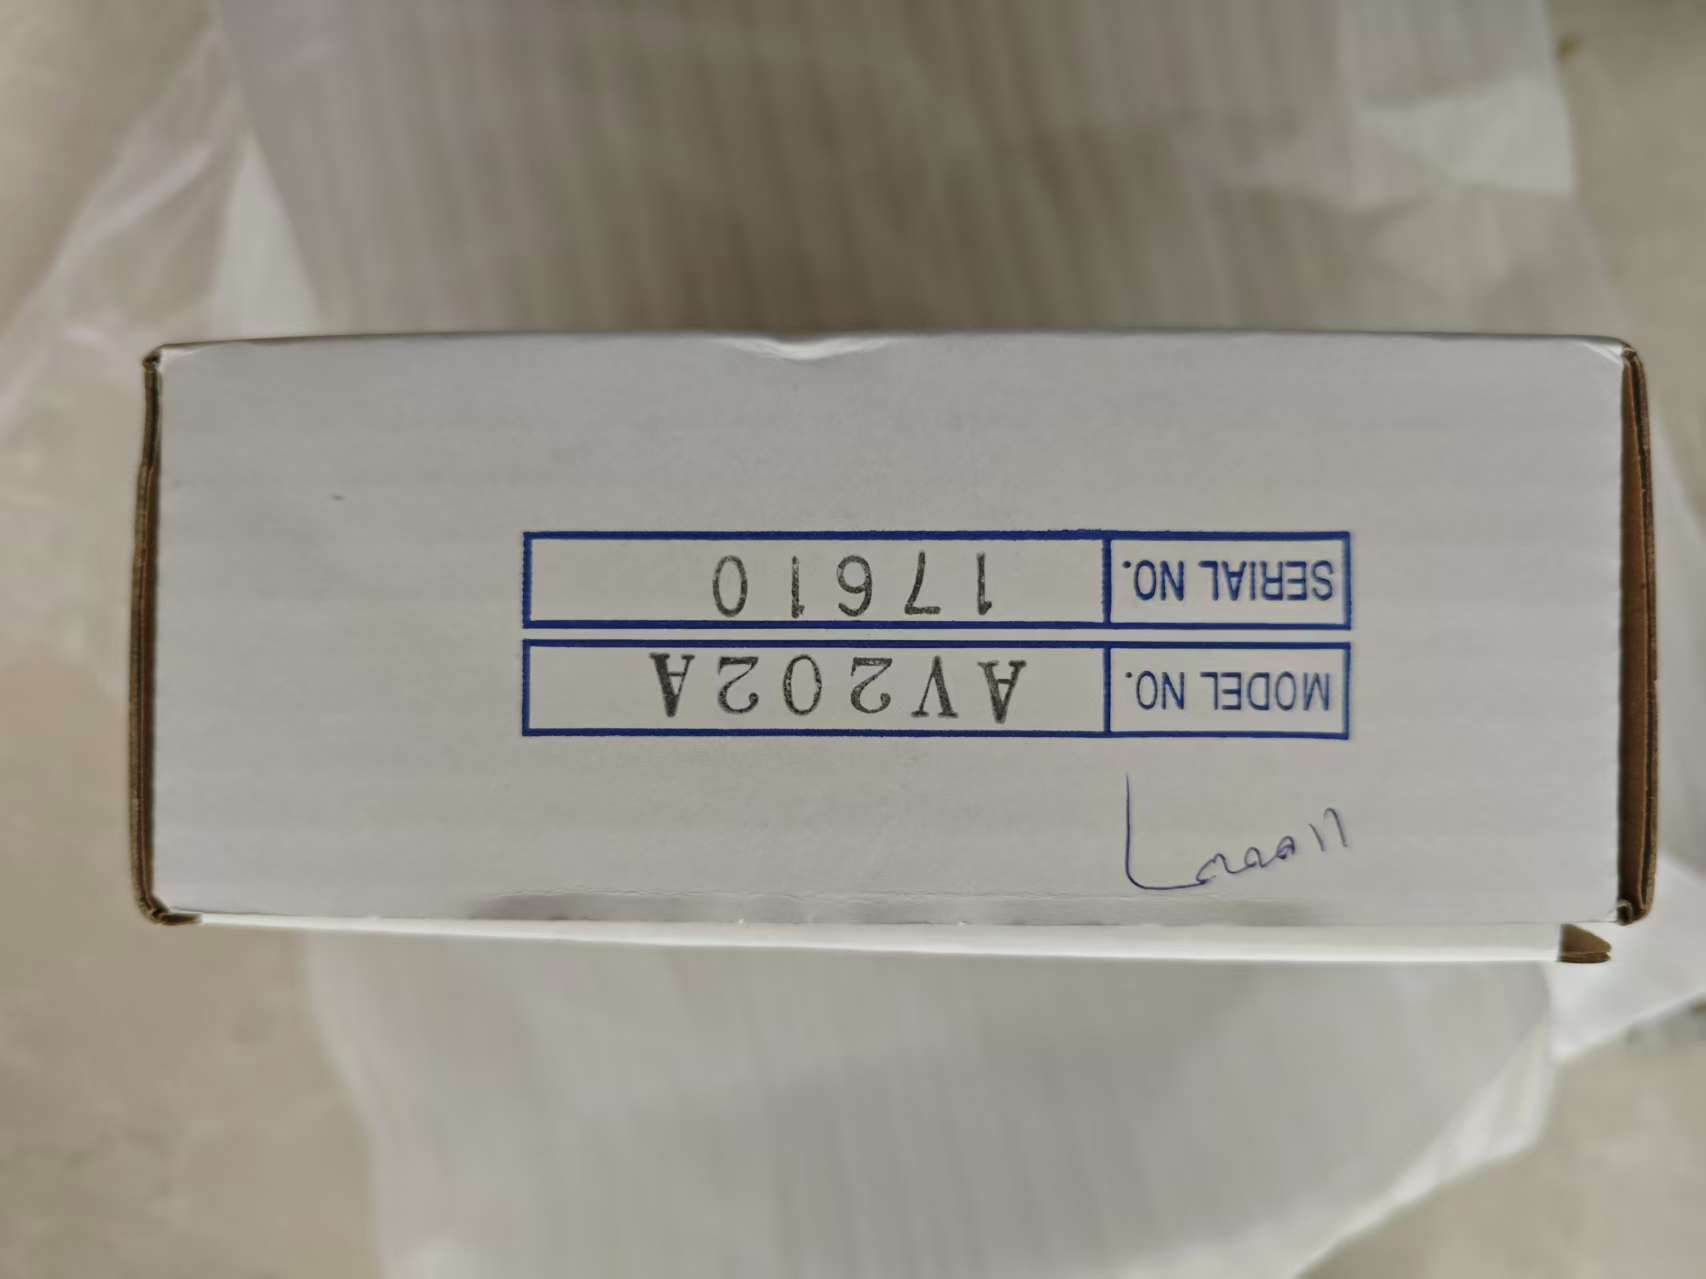 MODEL NO. AV202A
SERIAL NO. 17610